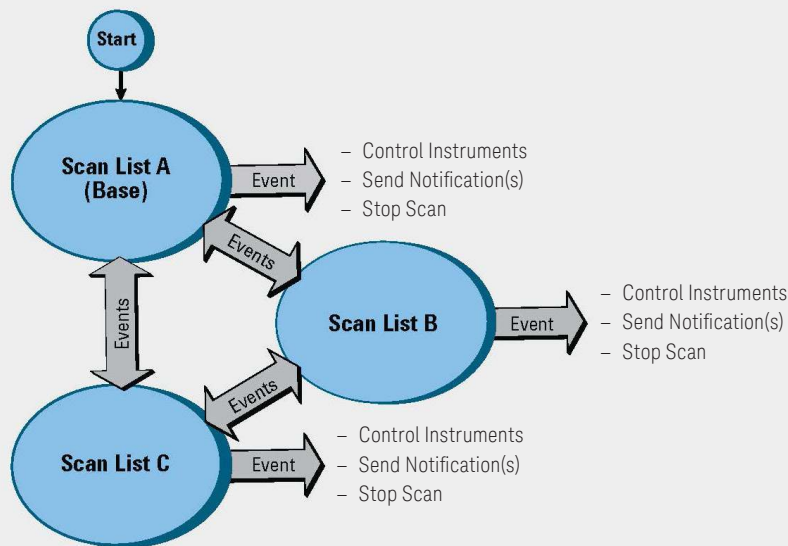 Start
Scan List A
(Base)
Event
– Control Instruments
– Send Notification(s)
– Stop Scan
Events
Events
Scan List B
Event
– Control Instruments
– Send Notification(s)
– Stop Scan
Events
Scan List C
Event
– Control Instruments
– Send Notification(s)
– Stop Scan